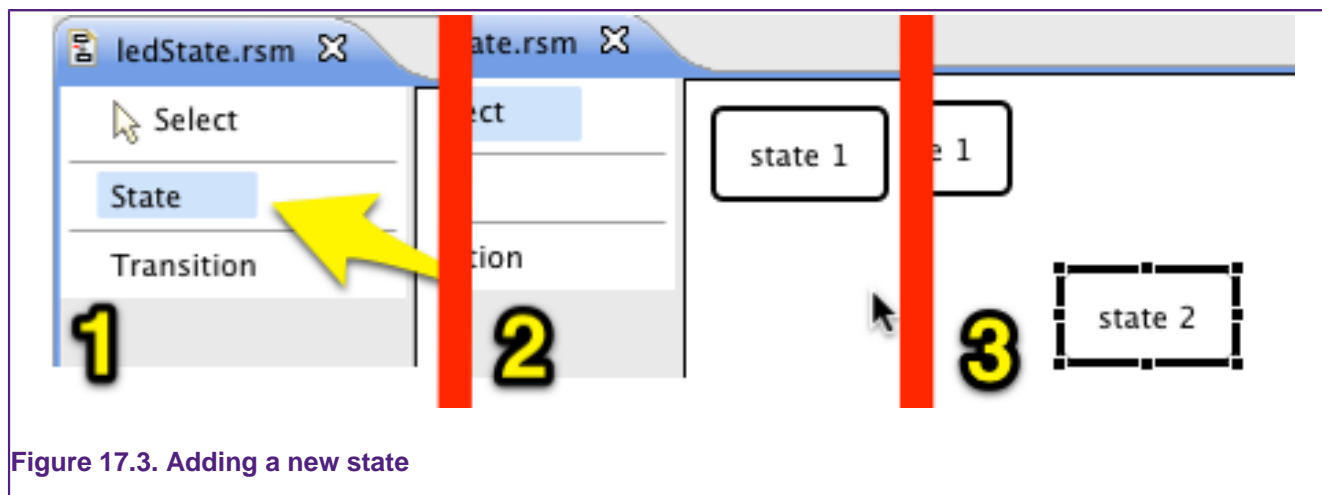 ledState.rsm
Select
State
Transition
1
ate.rsm
ect
tion
state 1
2
e 1
state 2
3
Figure 17.3. Adding a new state